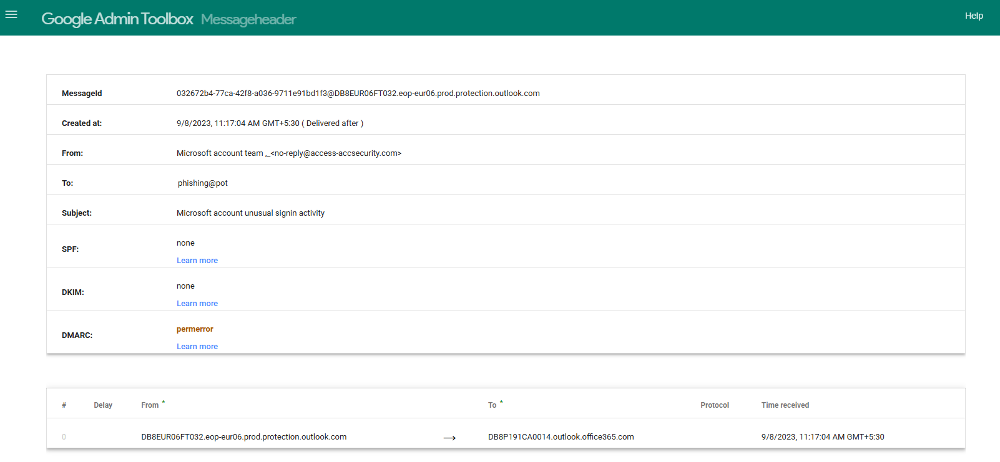 Google Admin Toolbox Messageheader Help
MessageId 032672b4-77ca-42f8-a036-9711e91bd1f3@DB8EUR06FT032.eop-eur06.prod.protection.outlook.com
Created at: 9/8/2023, 11:17:04 AM GMT+5:30 ( Delivered after )
From: Microsoft account team ,_<no-reply@access-accsecurity.com>
To: phishing@pot
Subject: Microsoft account unusual signin activity
SPF: none
Learn more
DKIM: none
Learn more
DMARC: permerror
Learn more
# Delay From * To * Protocol Time received
0 DB8EUR06FT032.eop-eur06.prod.protection.outlook.com → DB8P191CA0014.outlook.office365.com 9/8/2023, 11:17:04 AM GMT+5:30